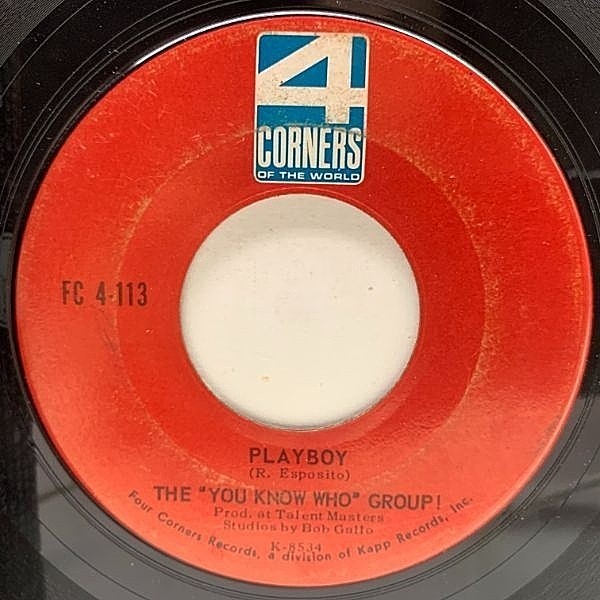 4
CORNERS
OF THE WORLD
FC 4-113
PLAYBOY
(R. Esposito)
THE "YOU KNOW WHO" GROUP!
Prod. at Talent Masters
Studios by Bob Gallo
K-8534
Four Corners Records, a division of Kapp Records, Inc.